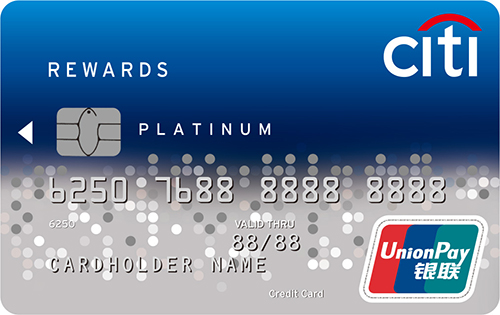 citi
REWARDS
PLATINUM
6250 7688 8888 8888
6250
VALID THRU
88/88
CARDHOLDER NAME
Credit Card
UnionPay
银联